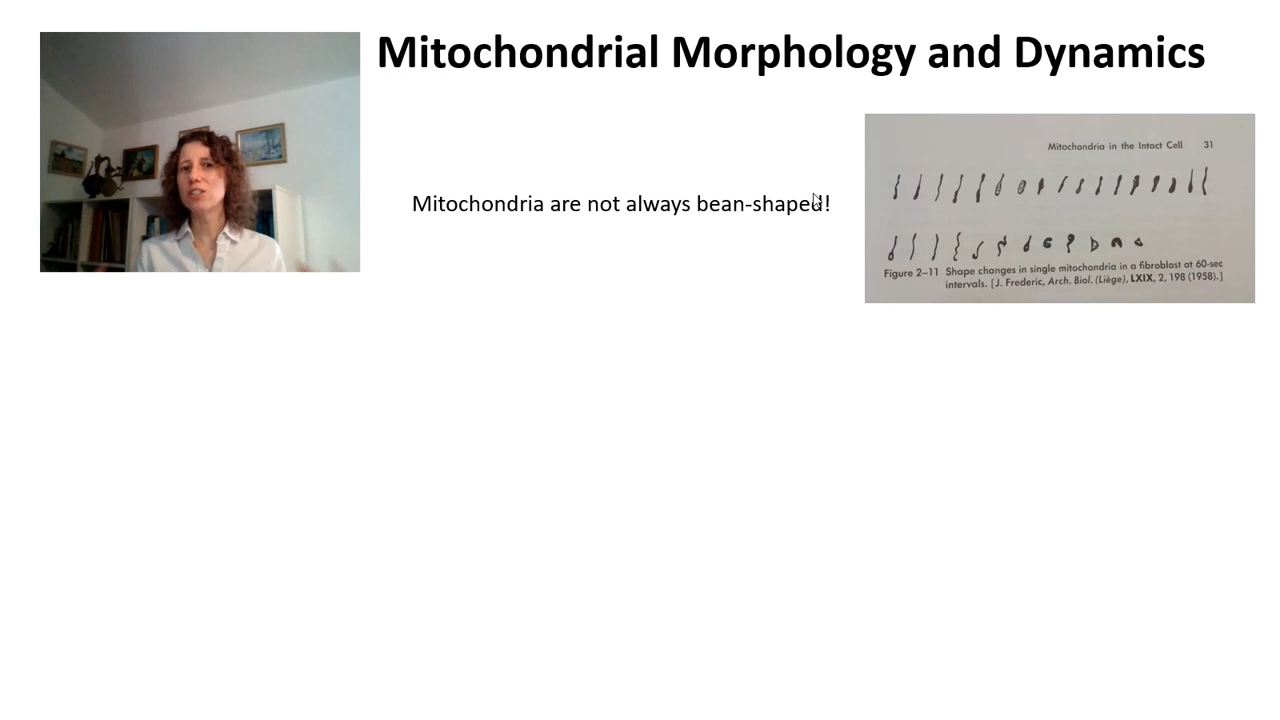 Mitochondrial Morphology and Dynamics
Mitochondria are not always bean-shaped!
Mitochondria in the Intact Cell 31
Figure 2–11 Shape changes in single mitochondria in a fibroblast at 60-sec
intervals. [J. Frederic, Arch. Biol. (Liège), LXIX, 2, 198 (1958).]